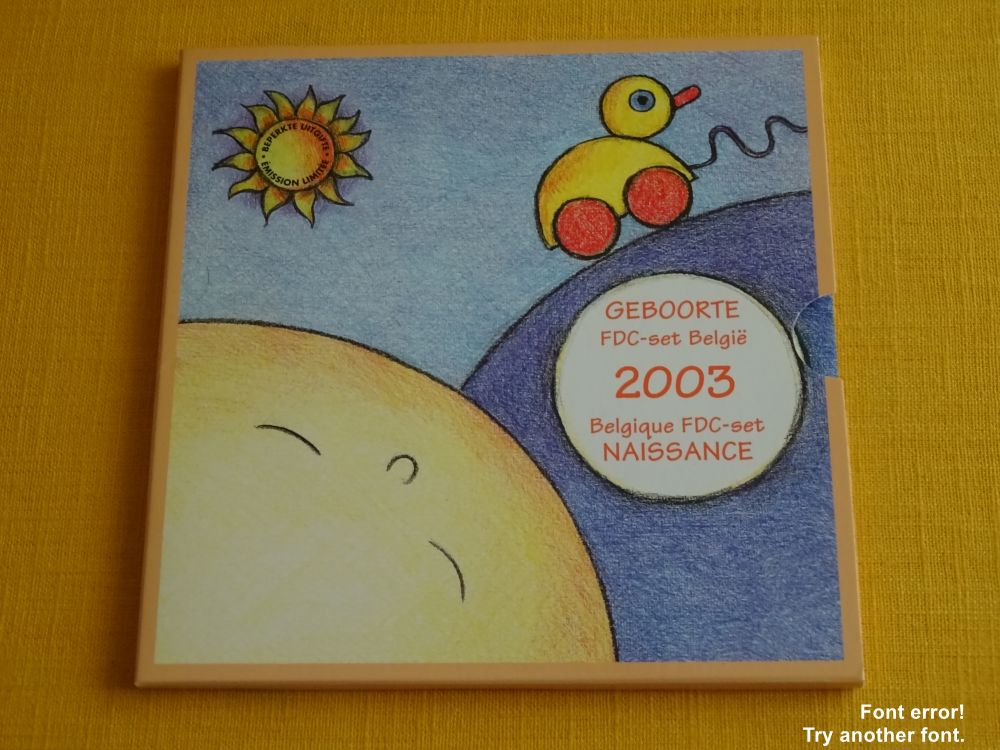 • BEPERKTE UITGIFTE •
ÉMISSION LIMITÉE
GEBOORTE
FDC-set België
2003
Belgique FDC-set
NAISSANCE
Font error!
Try another font.